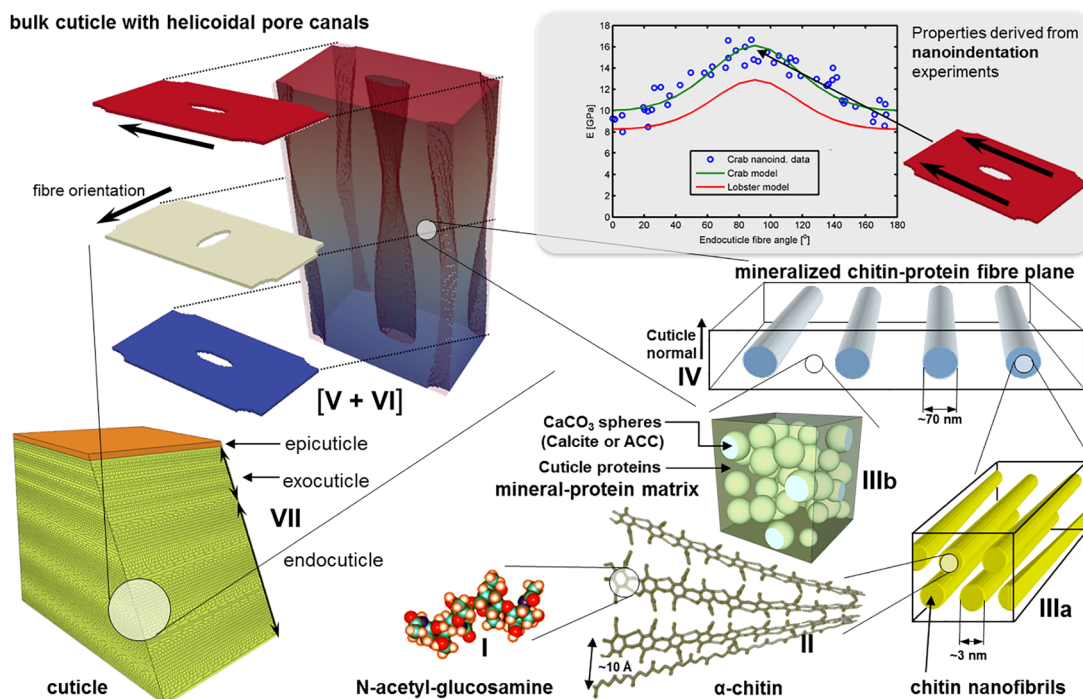 bulk cuticle with helicoidal pore canals
fibre orientation
[V + VI]
Properties derived from
nanoindentation
experiments
E [GPa]
18
16
14
12
10
8
6
4
2
0
0 20 40 60 80 100 120 140 160 180
Endocuticle fibre angle [°]
Crab nanoind. data
Crab model
Lobster model
mineralized chitin-protein fibre plane
Cuticle
normal
IV
~70 nm
CaCO3 spheres
(Calcite or ACC)
Cuticle proteins
mineral-protein matrix
IIIb
epicuticle
exocuticle
VII
endocuticle
cuticle
I
N-acetyl-glucosamine
~10 Å
II
α-chitin
IIIa
~3 nm
chitin nanofibrils